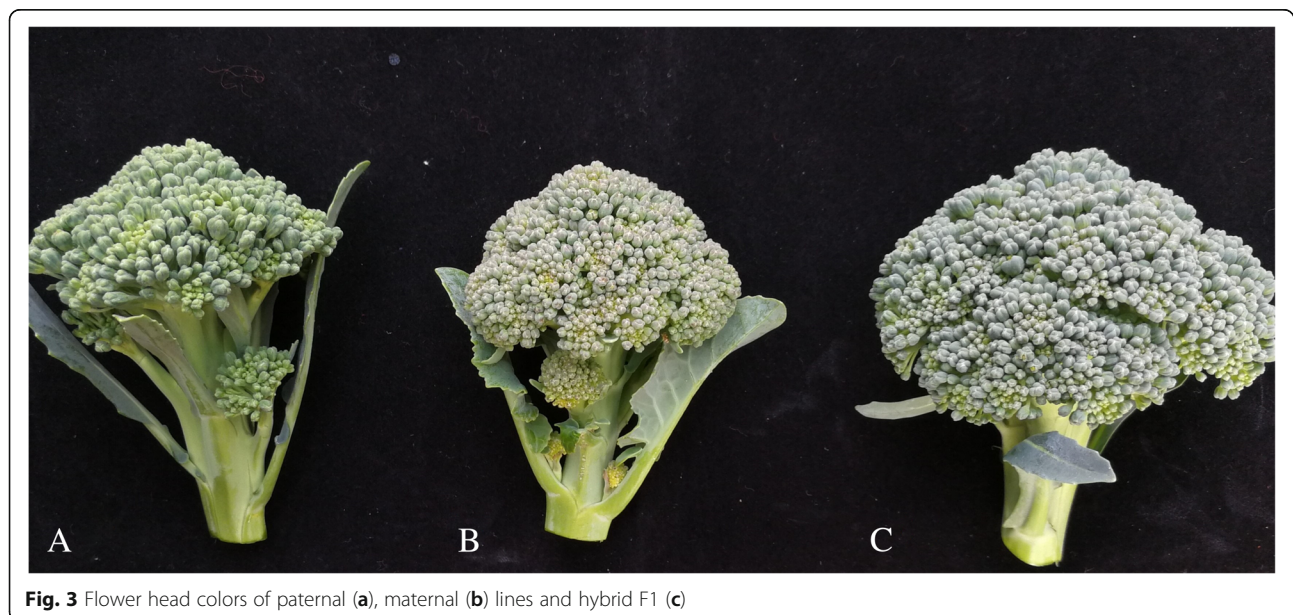 A
B
C
Fig. 3 Flower head colors of paternal (a), maternal (b) lines and hybrid F1 (c)